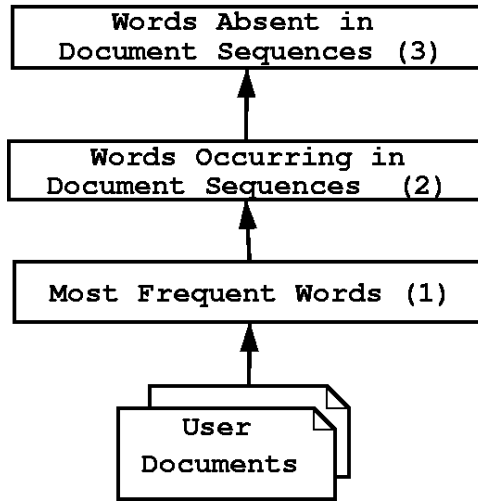 Words Absent in
Document Sequences (3)
Words Occurring in
Document Sequences (2)
Most Frequent Words (1)
User
Documents